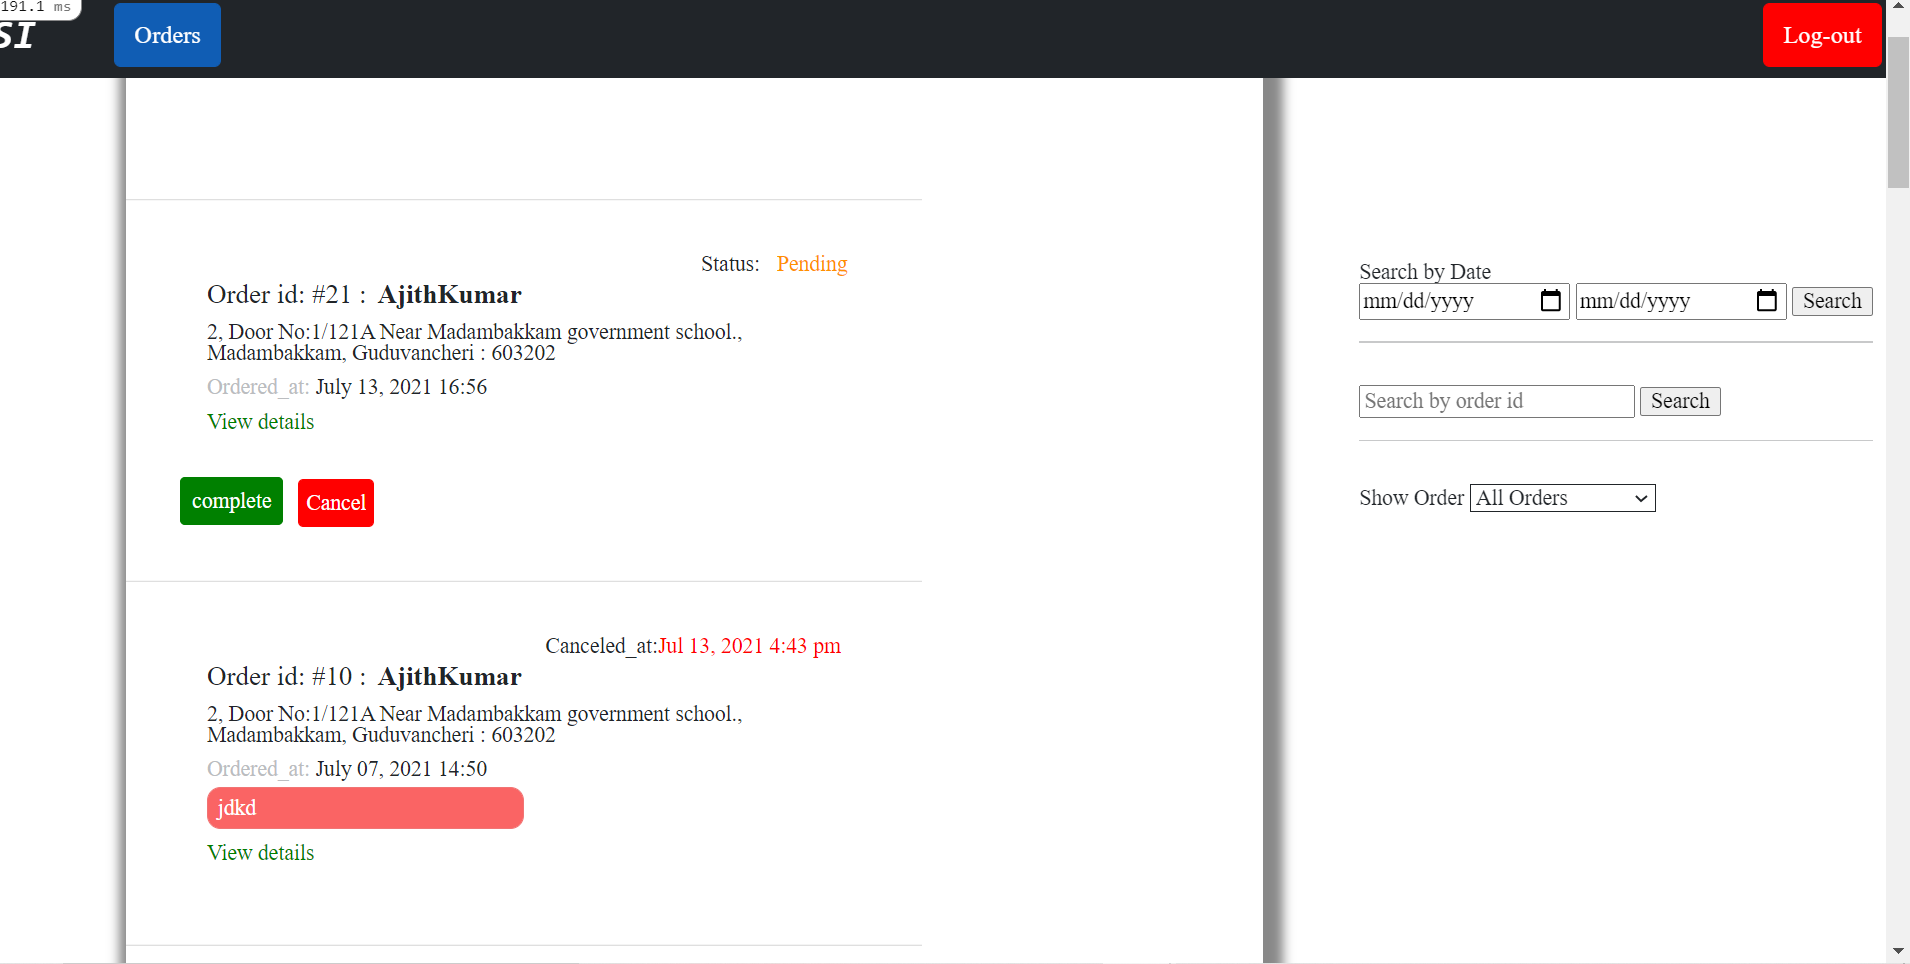 191.1 ms
SI
Orders
Log-out
Status: Pending
Order id: #21 : AjithKumar
2, Door No:1/121A Near Madambakkam government school.,
Madambakkam, Guduvancheri : 603202
Ordered_at: July 13, 2021 16:56
View details
complete Cancel
Canceled_at:Jul 13, 2021 4:43 pm
Order id: #10 : AjithKumar
2, Door No:1/121A Near Madambakkam government school.,
Madambakkam, Guduvancheri : 603202
Ordered_at: July 07, 2021 14:50
jdkd
View details
Search by Date
mm/dd/yyyy mm/dd/yyyy Search
Search by order id Search
Show Order All Orders